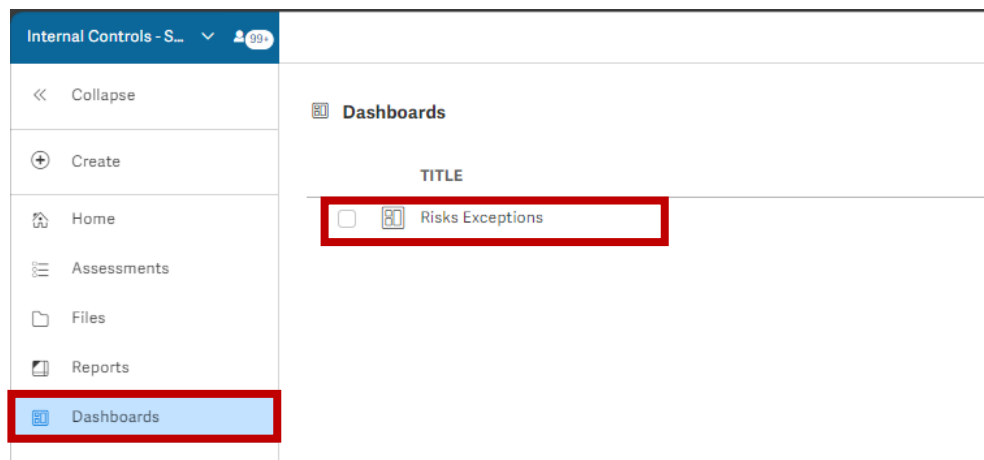 Internal Controls - S... 99+
Collapse
Dashboards
Create
TITLE
Home
Risks Exceptions
Assessments
Files
Reports
Dashboards